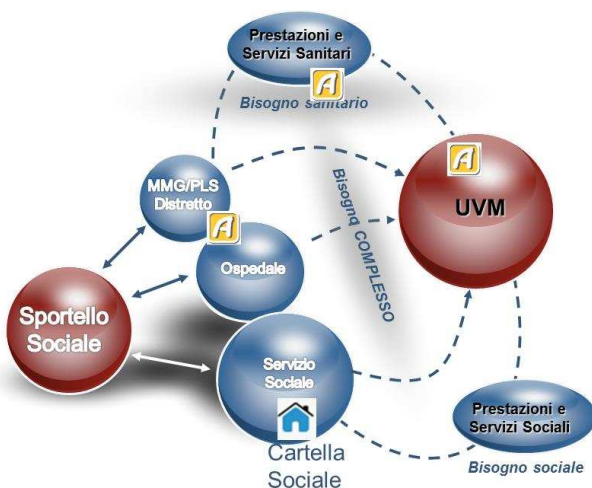 Prestazioni e
Servizi Sanitari
A
Bisogno sanitario
A
UVM
MMG/PLS
Distretto
A
Ospedale
Bisogno COMPLESSO
Sportello
Sociale
Servizio
Sociale
Cartella
Sociale
Prestazioni e
Servizi Sociali
Bisogno sociale